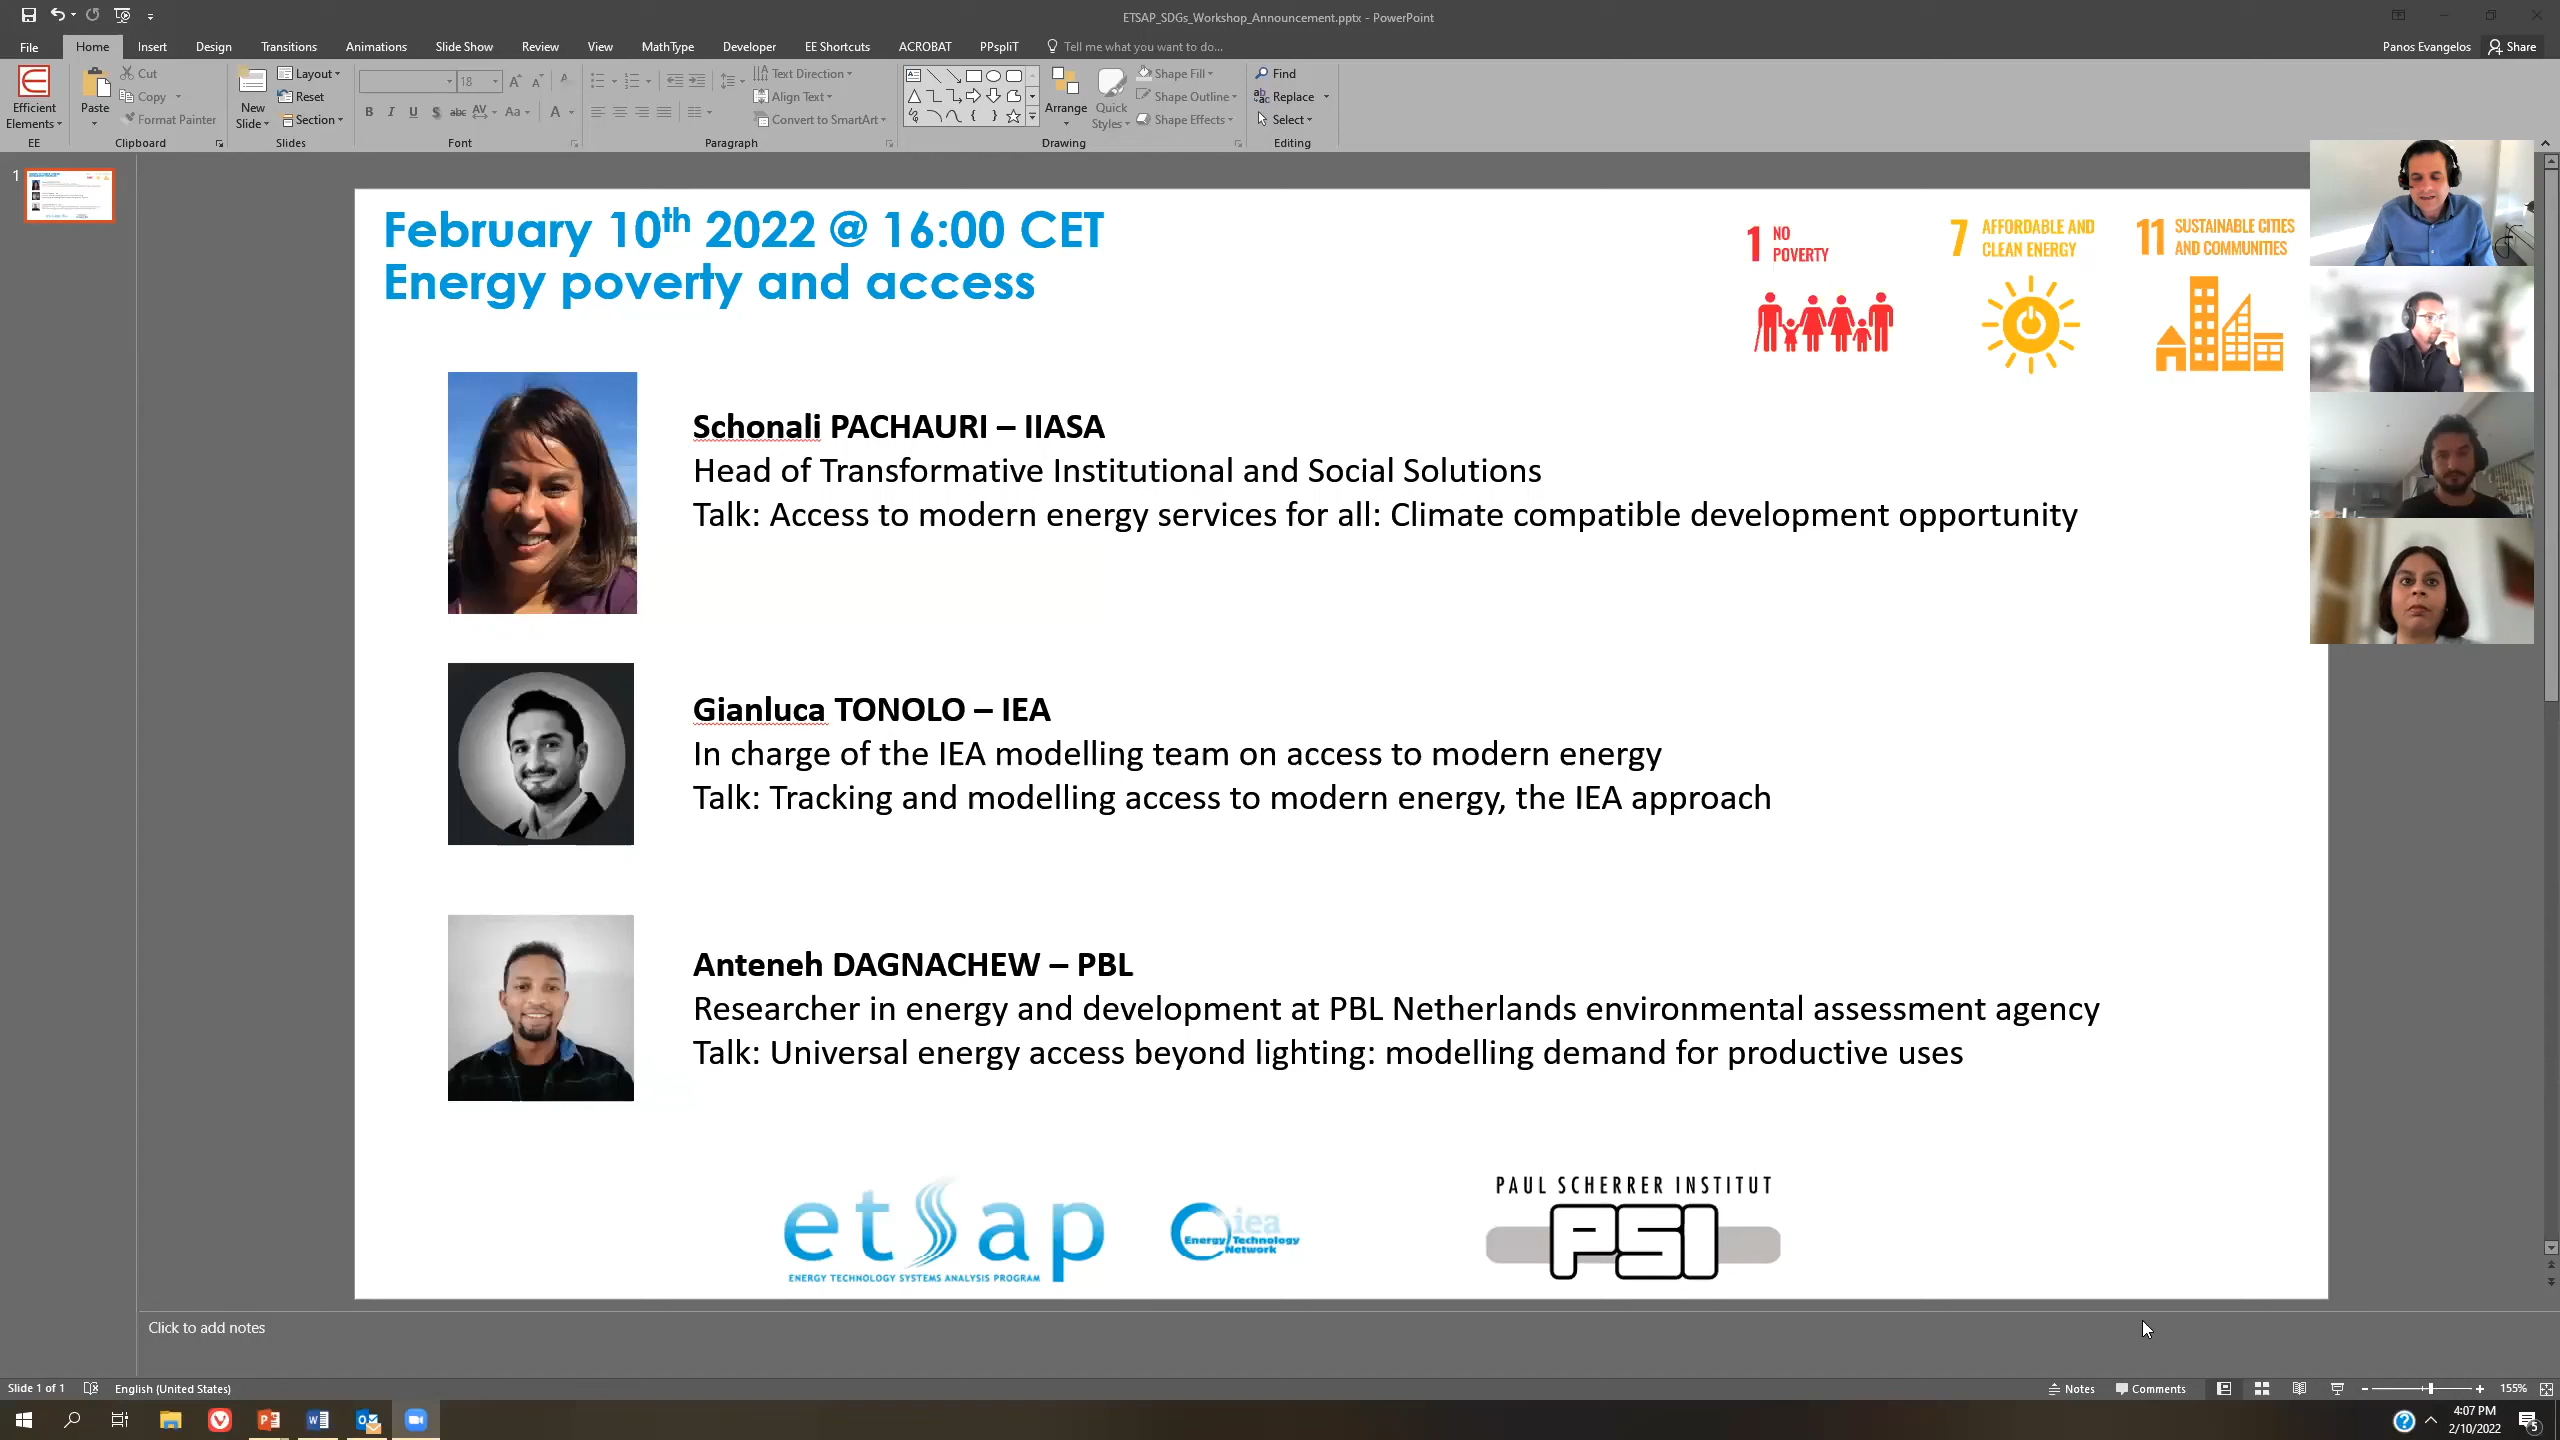 ETSAP_SDGs_Workshop_Announcement.pptx - PowerPoint
File Home Insert Design Transitions Animations Slide Show Review View MathType Developer EE Shortcuts ACROBAT PPspliT Tell me what you want to do... Panos Evangelos Share
Efficient Elements
EE
Paste
Cut
Copy
Format Painter
Clipboard
New Slide
Layout
Reset
Section
Slides
18
Font
Text Direction
Align Text
Convert to SmartArt
Paragraph
Arrange
Quick Styles
Shape Fill
Shape Outline
Shape Effects
Drawing
Find
Replace
Select
Editing
1
February 10th 2022 @ 16:00 CET
Energy poverty and access
1 NO
POVERTY
7 AFFORDABLE AND
CLEAN ENERGY
11 SUSTAINABLE CITIES
AND COMMUNITIES
Schonali PACHAURI – IIASA
Head of Transformative Institutional and Social Solutions
Talk: Access to modern energy services for all: Climate compatible development opportunity
Gianluca TONOLO – IEA
In charge of the IEA modelling team on access to modern energy
Talk: Tracking and modelling access to modern energy, the IEA approach
Anteneh DAGNACHEW – PBL
Researcher in energy and development at PBL Netherlands environmental assessment agency
Talk: Universal energy access beyond lighting: modelling demand for productive uses
etsap
ENERGY TECHNOLOGY SYSTEMS ANALYSIS PROGRAM
iea
Energy Technology
Network
PAUL SCHERRER INSTITUT
PSI
Click to add notes
Slide 1 of 1 English (United States) Notes Comments 155%
4:07 PM
2/10/2022
5